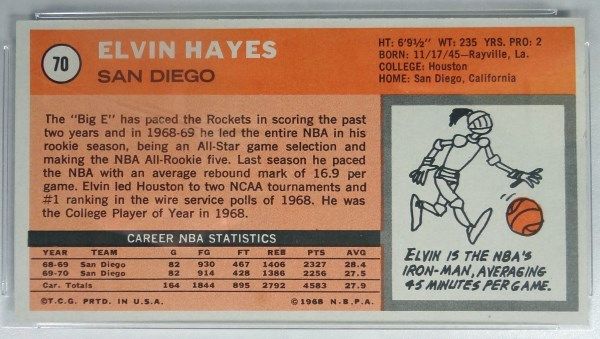 70
ELVIN HAYES
SAN DIEGO
HT: 6'9½" WT: 235 YRS. PRO: 2
BORN: 11/17/45—Rayville, La.
COLLEGE: Houston
HOME: San Diego, California
The "Big E" has paced the Rockets in scoring the past
two years and in 1968-69 he led the entire NBA in his
rookie season, being an All-Star game selection and
making the NBA All-Rookie five. Last season he paced
the NBA with an average rebound mark of 16.9 per
game. Elvin led Houston to two NCAA tournaments and
#1 ranking in the wire service polls of 1968. He was
the College Player of Year in 1968.
CAREER NBA STATISTICS
YEAR TEAM G FG FT REB PTS AVG
68-69 San Diego 82 930 467 1406 2327 28.4
69-70 San Diego 82 914 428 1386 2256 27.5
Car. Totals 164 1844 895 2792 4583 27.9
©T.C.G. PRTD. IN U.S.A. ©1968 N.B.P.A.
ELVIN IS THE NBA'S
IRON-MAN, AVERAGING
45 MINUTES PER GAME.